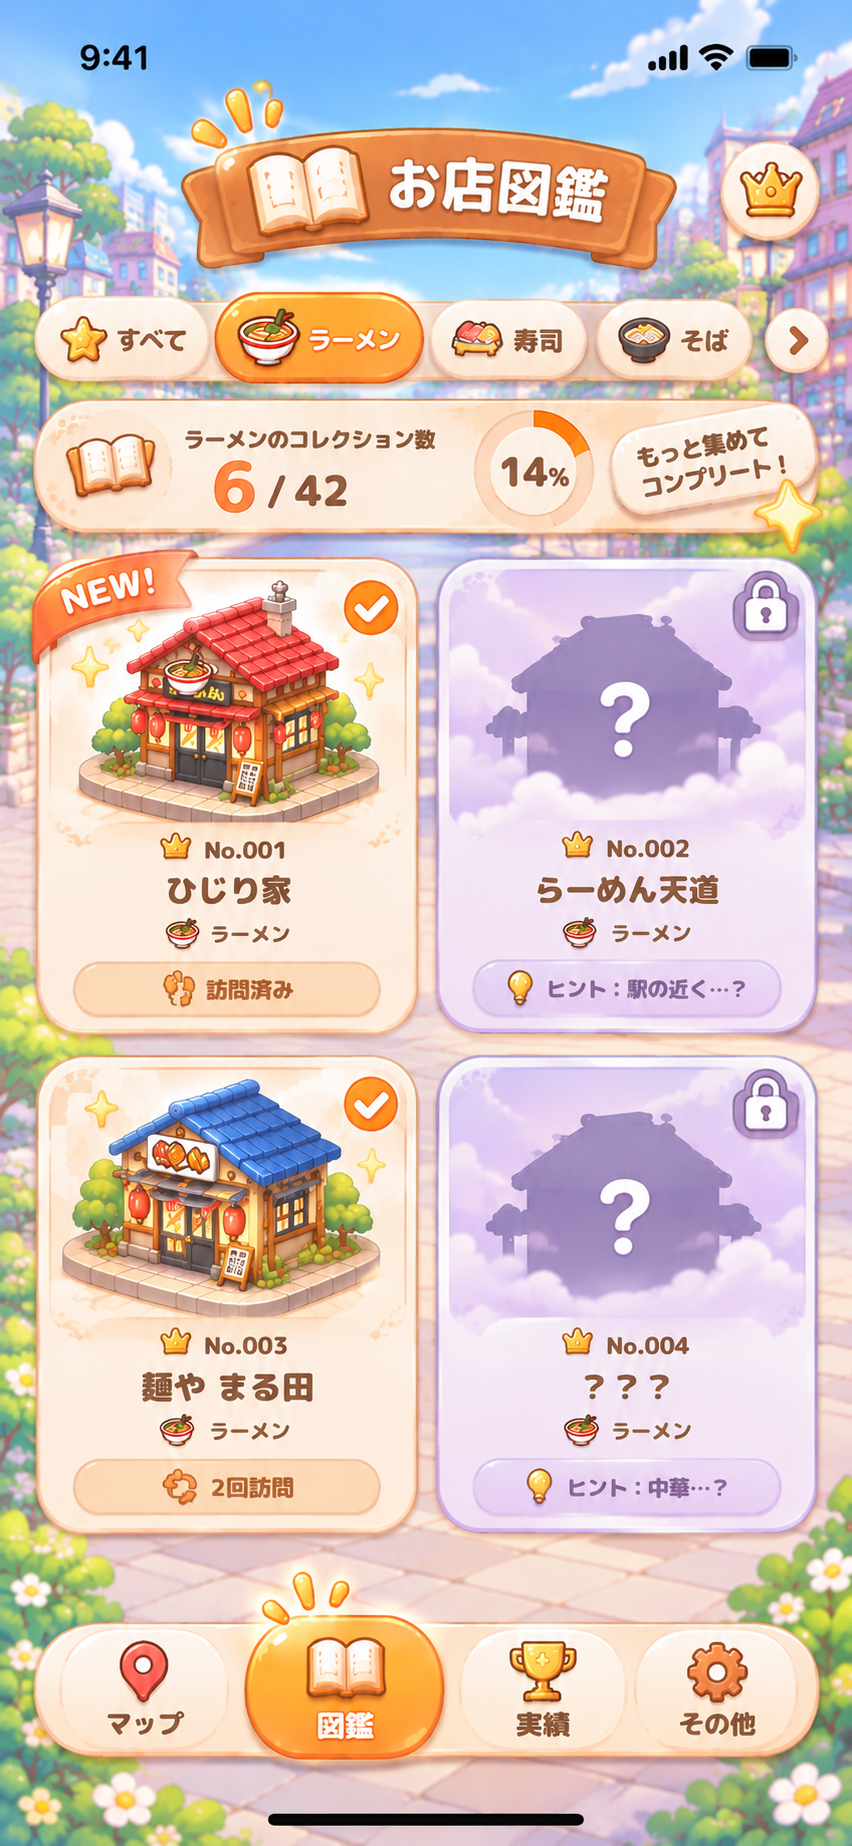 9:41
お店図鑑
すべて
ラーメン
寿司
そば
ラーメンのコレクション数
6 / 42
14%
もっと集めて
コンプリート！
NEW!
No.001
ひじり家
ラーメン
訪問済み
No.002
らーめん天道
ラーメン
ヒント：駅の近く…？
No.003
麺や まる田
ラーメン
2回訪問
No.004
？？？
ラーメン
ヒント：中華…？
マップ
図鑑
実績
その他